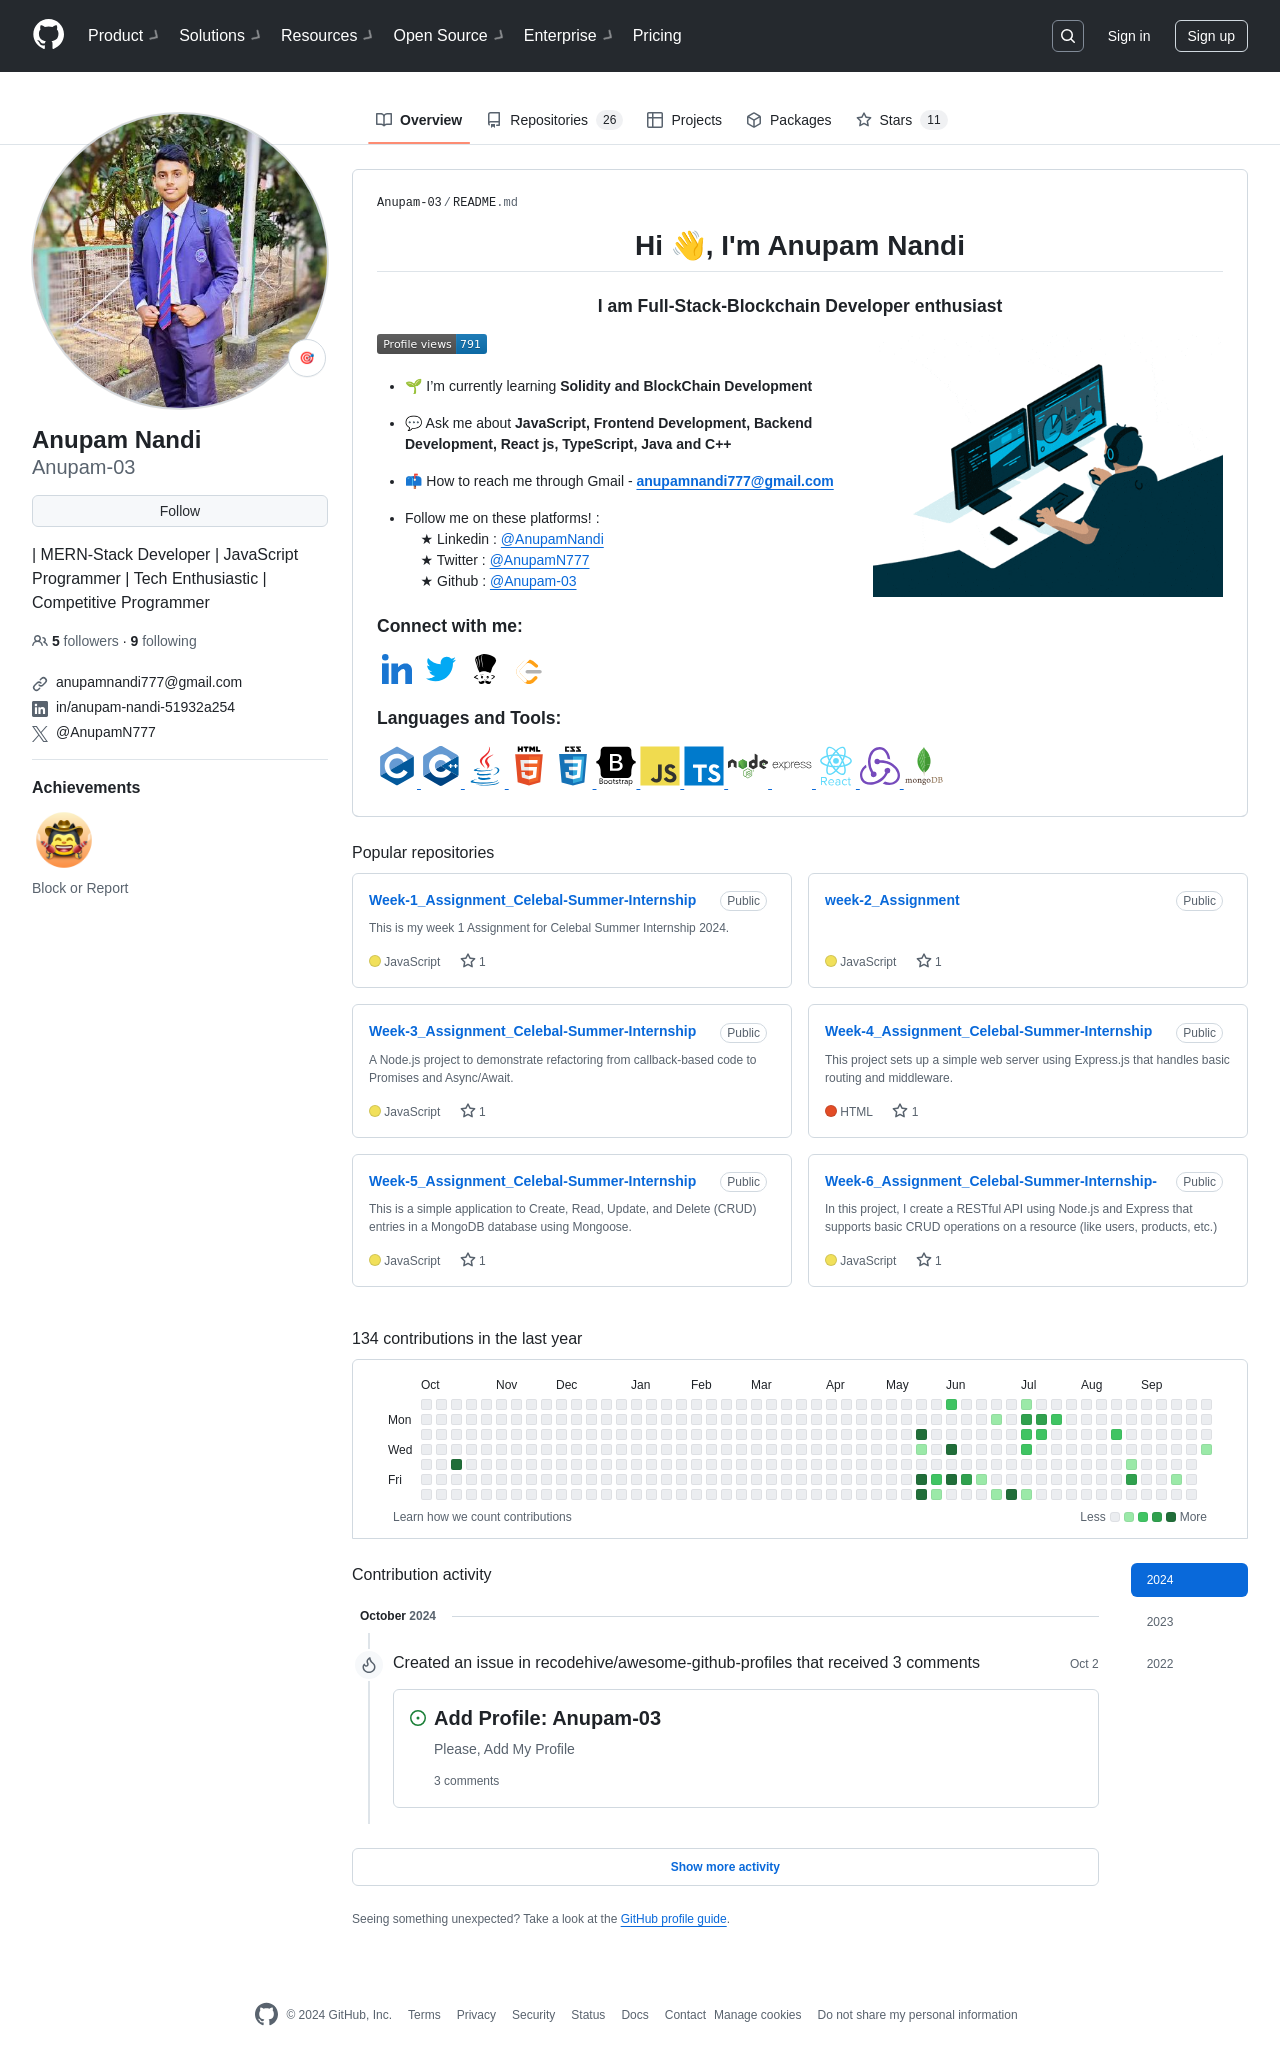 Product Solutions Resources Open Source Enterprise Pricing Sign in Sign up
Overview Repositories 26 Projects Packages Stars 11
Anupam Nandi
Anupam-03
Follow
| MERN-Stack Developer | JavaScript
Programmer | Tech Enthusiastic |
Competitive Programmer
5 followers · 9 following
anupamnandi777@gmail.com
in/anupam-nandi-51932a254
@AnupamN777
Achievements
Block or Report
Anupam-03/README.md
Hi 👋, I'm Anupam Nandi
I am Full-Stack-Blockchain Developer enthusiast
Profile views 791
• 🌱 I’m currently learning Solidity and BlockChain Development
• 💬 Ask me about JavaScript, Frontend Development, Backend
Development, React js, TypeScript, Java and C++
• 📫 How to reach me through Gmail - anupamnandi777@gmail.com
• Follow me on these platforms! :
★ Linkedin : @AnupamNandi
★ Twitter : @AnupamN777
★ Github : @Anupam-03
Connect with me:
in
Languages and Tools:
C C++ HTML 5 CSS 3 B Bootstrap JS TS node JS express React mongoDB
Popular repositories
Week-1_Assignment_Celebal-Summer-Internship Public
This is my week 1 Assignment for Celebal Summer Internship 2024.
JavaScript 1
week-2_Assignment Public
JavaScript 1
Week-3_Assignment_Celebal-Summer-Internship Public
A Node.js project to demonstrate refactoring from callback-based code to
Promises and Async/Await.
JavaScript 1
Week-4_Assignment_Celebal-Summer-Internship Public
This project sets up a simple web server using Express.js that handles basic
routing and middleware.
HTML 1
Week-5_Assignment_Celebal-Summer-Internship Public
This is a simple application to Create, Read, Update, and Delete (CRUD)
entries in a MongoDB database using Mongoose.
JavaScript 1
Week-6_Assignment_Celebal-Summer-Internship- Public
In this project, I create a RESTful API using Node.js and Express that
supports basic CRUD operations on a resource (like users, products, etc.)
JavaScript 1
134 contributions in the last year
Oct Nov Dec Jan Feb Mar Apr May Jun Jul Aug Sep
Mon
Wed
Fri
Learn how we count contributions Less More
Contribution activity
2024
2023
2022
October 2024
Created an issue in recodehive/awesome-github-profiles that received 3 comments Oct 2
Add Profile: Anupam-03
Please, Add My Profile
3 comments
Show more activity
Seeing something unexpected? Take a look at the GitHub profile guide.
© 2024 GitHub, Inc. Terms Privacy Security Status Docs Contact Manage cookies Do not share my personal information